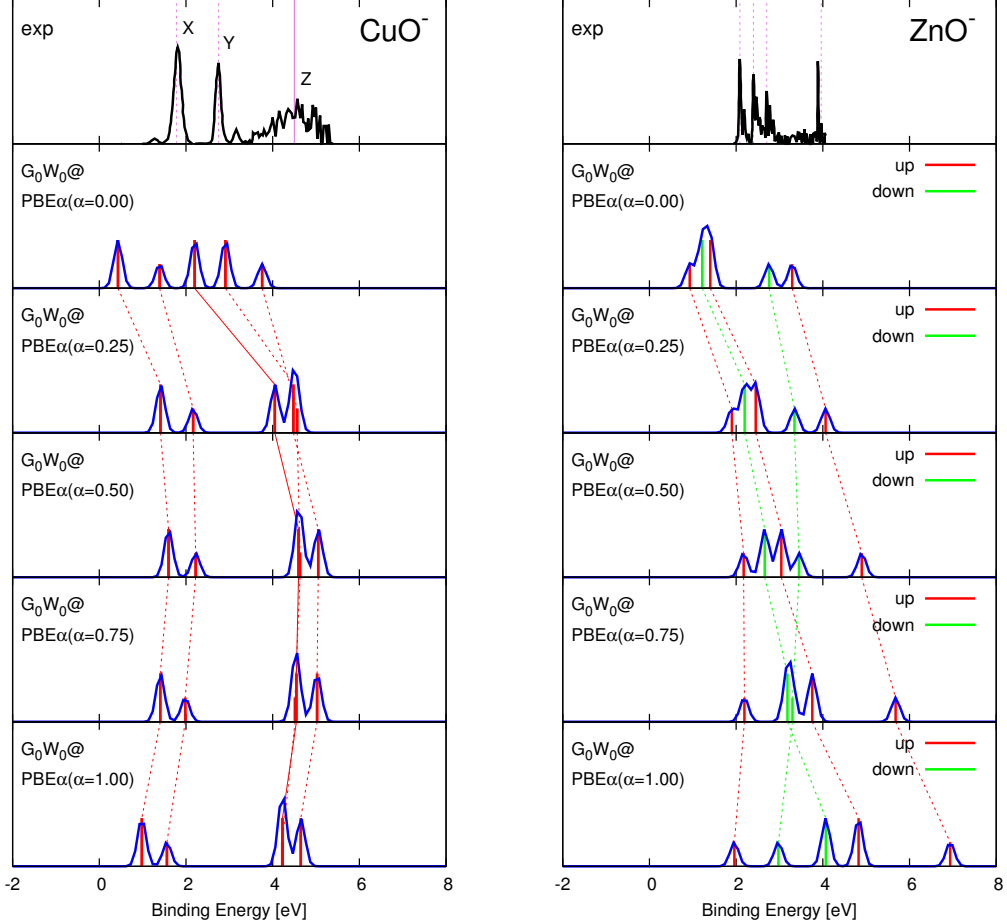 exp X CuO⁻
Y
Z
G₀W₀@
PBEα(α=0.00)
G₀W₀@
PBEα(α=0.25)
G₀W₀@
PBEα(α=0.50)
G₀W₀@
PBEα(α=0.75)
G₀W₀@
PBEα(α=1.00)
-2 0 2 4 6 8
Binding Energy [eV]
exp ZnO⁻
G₀W₀@ up
PBEα(α=0.00) down
G₀W₀@ up
PBEα(α=0.25) down
G₀W₀@ up
PBEα(α=0.50) down
G₀W₀@ up
PBEα(α=0.75) down
G₀W₀@ up
PBEα(α=1.00) down
-2 0 2 4 6 8
Binding Energy [eV]